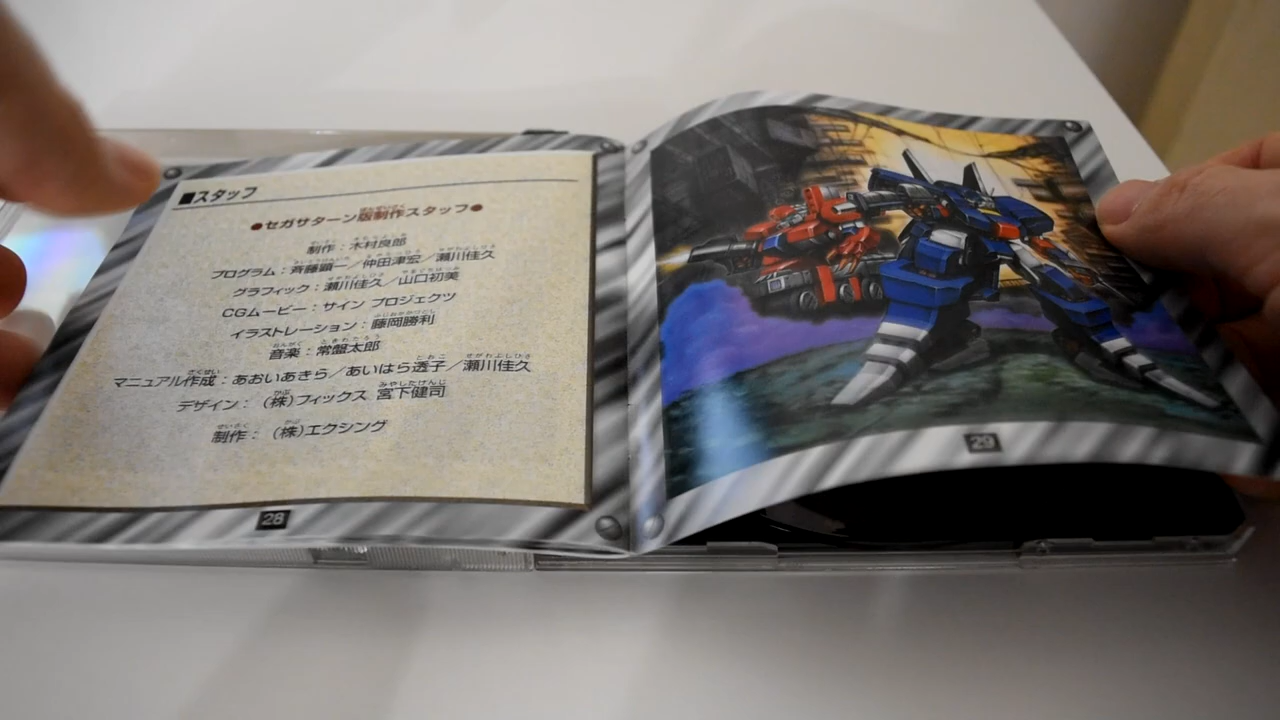 ■スタッフ
●セガサターン版制作スタッフ●
制作：木村良郎
プログラム：斉藤顕一／仲田津宏／瀬川佳久
グラフィック：瀬川佳久／山口初美
CGムービー：サイン プロジェクツ
イラストレーション：藤岡勝利
音楽：常盤太郎
マニュアル作成：あおいあきら／あいはら透子／瀬川佳久
デザイン：(株)フィックス 宮下健司
制作：(株)エクシング
28
29